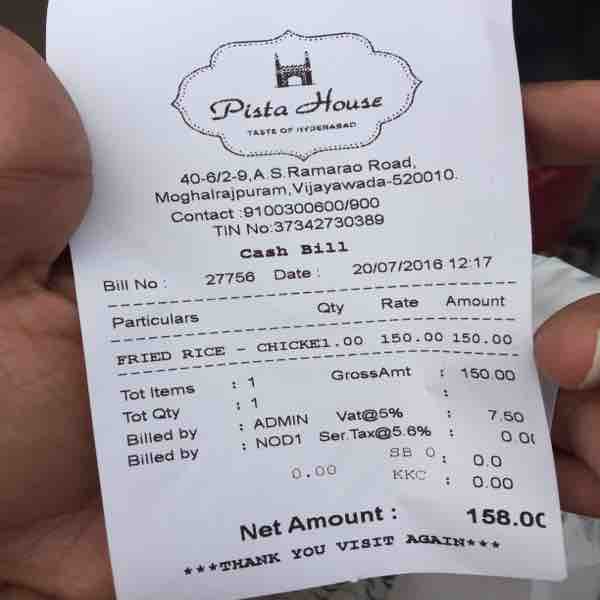 Pista House
TASTE OF HYDERABAD
40-6/2-9,A.S.Ramarao Road,
Moghalrajpuram,Vijayawada-520010.
Contact :9100300600/900
TIN No:37342730389
Cash Bill
Bill No : 27756 Date : 20/07/2016 12:17
Particulars Qty Rate Amount
FRIED RICE - CHICKE1.00 150.00 150.00
Tot Items : 1 GrossAmt : 150.00
Tot Qty : 1 :
Billed by : ADMIN Vat@5% : 7.50
Billed by : NOD1 Ser.Tax@5.6% : 0.00
SB 0 : 0.0
0.00 KKC : 0.00
Net Amount : 158.00
***THANK YOU VISIT AGAIN***